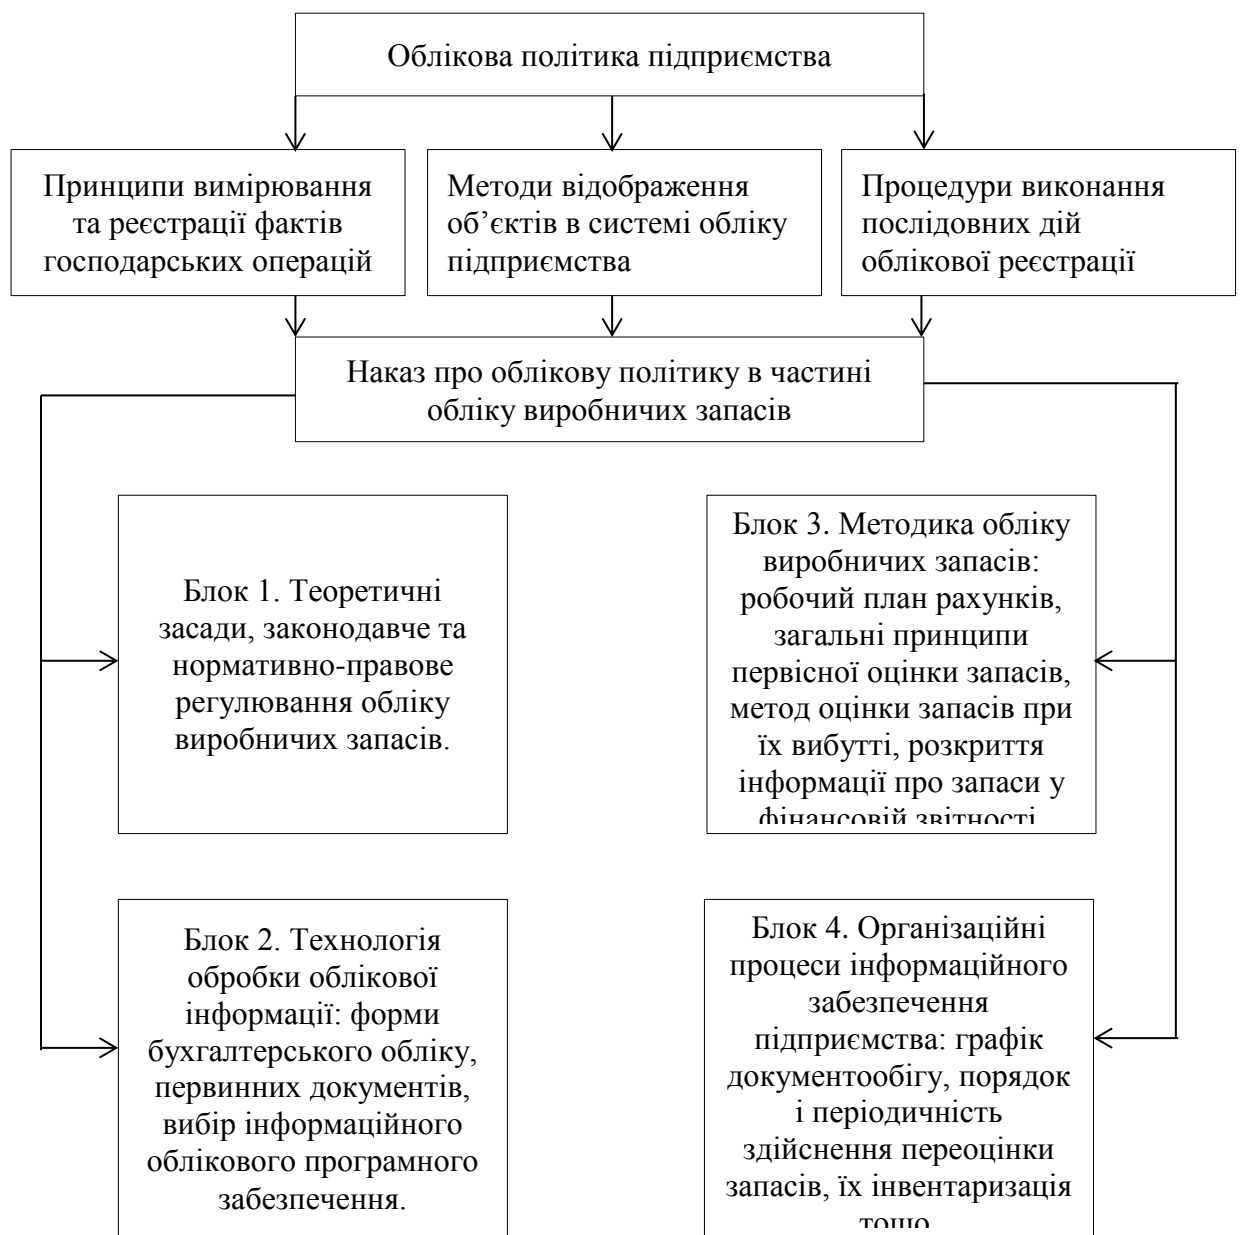 Облікова політика підприємства
Принципи вимірювання
та реєстрації фактів
господарських операцій
Методи відображення
об’єктів в системі обліку
підприємства
Процедури виконання
послідовних дій
облікової реєстрації
Наказ про облікову політику в частині
обліку виробничих запасів
Блок 1. Теоретичні
засади, законодавче та
нормативно-правове
регулювання обліку
виробничих запасів.
Блок 3. Методика обліку
виробничих запасів:
робочий план рахунків,
загальні принципи
первісної оцінки запасів,
метод оцінки запасів при
їх вибутті, розкриття
інформації про запаси у
фінансовій звітності
Блок 2. Технологія
обробки облікової
інформації: форми
бухгалтерського обліку,
первинних документів,
вибір інформаційного
облікового програмного
забезпечення.
Блок 4. Організаційні
процеси інформаційного
забезпечення
підприємства: графік
документообігу, порядок
і періодичність
здійснення переоцінки
запасів, їх інвентаризація
тощо